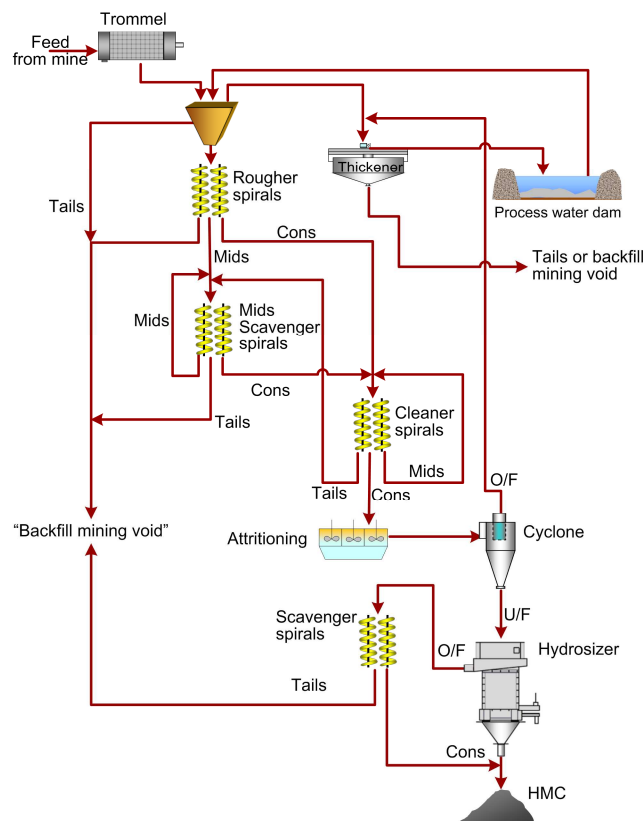 Trommel
Feed
from mine
Thickener
Process water dam
Rougher
spirals
Tails
Cons
Tails or backfill
mining void
Mids
Mids
Mids
Scavenger
spirals
Cons
Cleaner
spirals
Tails
Mids
Tails
Cons
O/F
"Backfill mining void"
Attritioning
Cyclone
U/F
Scavenger
spirals
O/F
Hydrosizer
Tails
Cons
HMC